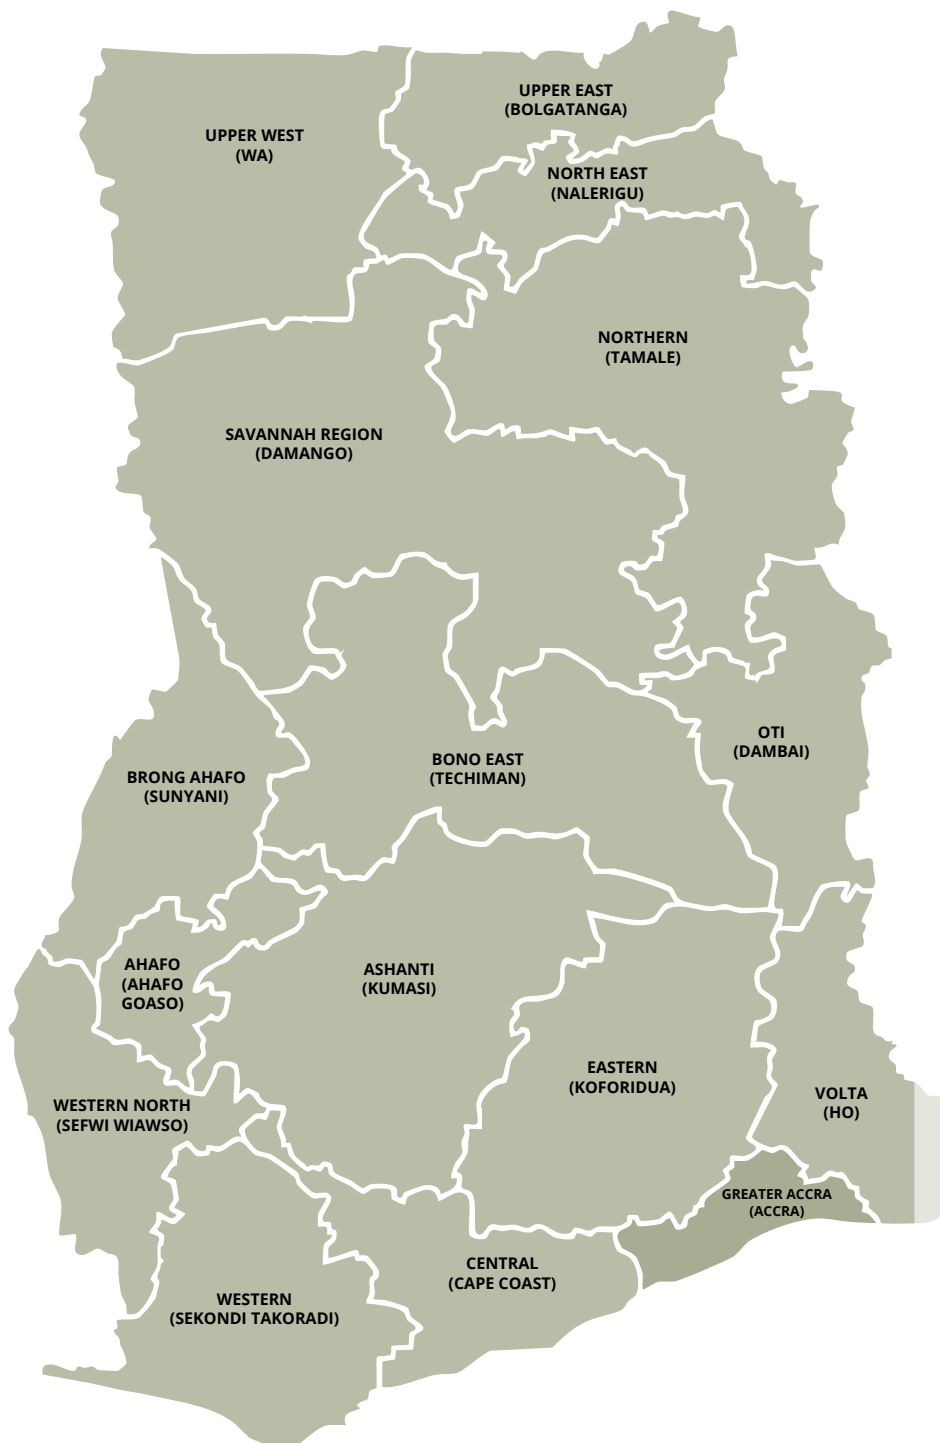 UPPER EAST
(BOLGATANGA)
UPPER WEST
(WA)
NORTH EAST
(NALERIGU)
NORTHERN
(TAMALE)
SAVANNAH REGION
(DAMANGO)
OTI
(DAMBAI)
BONO EAST
(TECHIMAN)
BRONG AHAFO
(SUNYANI)
AHAFO
(AHAFO
GOASO)
ASHANTI
(KUMASI)
EASTERN
(KOFORIDUA)
VOLTA
(HO)
WESTERN NORTH
(SEFWI WIAWSO)
GREATER ACCRA
(ACCRA)
CENTRAL
(CAPE COAST)
WESTERN
(SEKONDI TAKORADI)